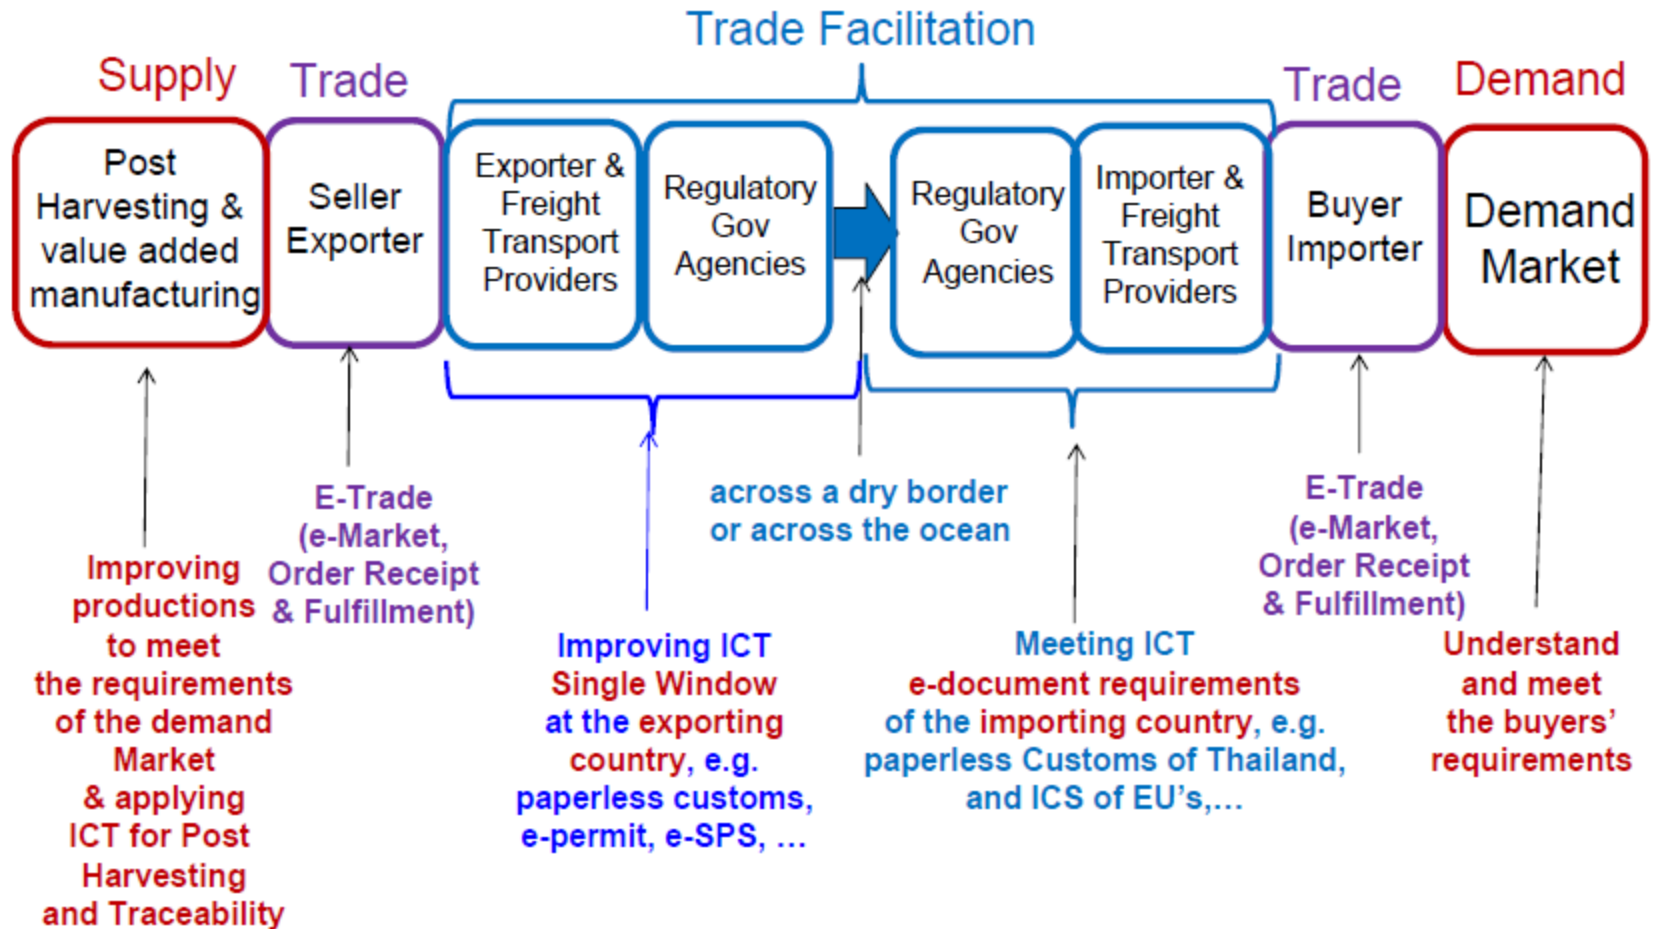 Trade Facilitation
Supply
Trade
Trade
Demand
Post
Harvesting &
value added
manufacturing
Seller
Exporter
Exporter &
Freight
Transport
Providers
Regulatory
Gov
Agencies
Regulatory
Gov
Agencies
Importer &
Freight
Transport
Providers
Buyer
Importer
Demand
Market
Improving
productions
to meet
the requirements
of the demand
Market
& applying
ICT for Post
Harvesting
and Traceability
E-Trade
(e-Market,
Order Receipt
& Fulfillment)
Improving ICT
Single Window
at the exporting
country, e.g.
paperless customs,
e-permit, e-SPS, ...
across a dry border
or across the ocean
Meeting ICT
e-document requirements
of the importing country, e.g.
paperless Customs of Thailand,
and ICS of EU's,...
E-Trade
(e-Market,
Order Receipt
& Fulfillment)
Understand
and meet
the buyers'
requirements